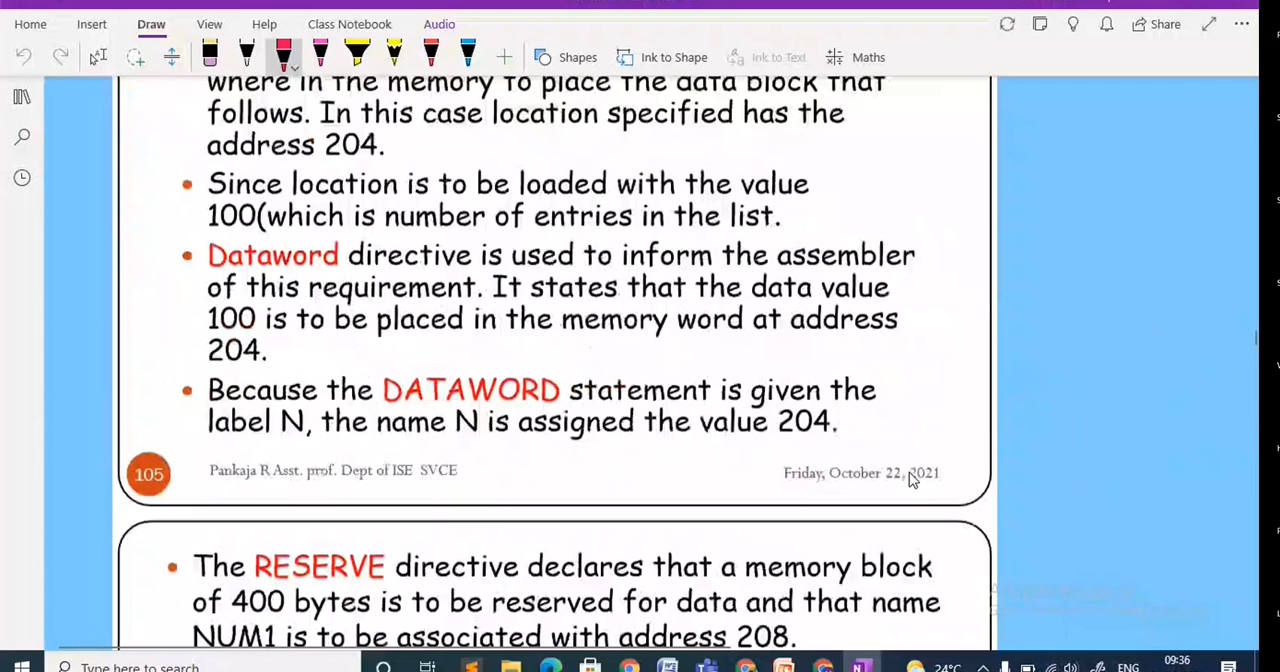 Home Insert Draw View Help Class Notebook Audio Share
Shapes Ink to Shape Ink to Text Maths
where in the memory to place the data block that
follows. In this case location specified has the
address 204.
• Since location is to be loaded with the value
100(which is number of entries in the list.
• Dataword directive is used to inform the assembler
of this requirement. It states that the data value
100 is to be placed in the memory word at address
204.
• Because the DATAWORD statement is given the
label N, the name N is assigned the value 204.
105 Pankaja R Asst. prof. Dept of ISE SVCE Friday, October 22, 2021
• The RESERVE directive declares that a memory block
of 400 bytes is to be reserved for data and that name
NUM1 is to be associated with address 208.
Type here to search 24°C ENG 09:36